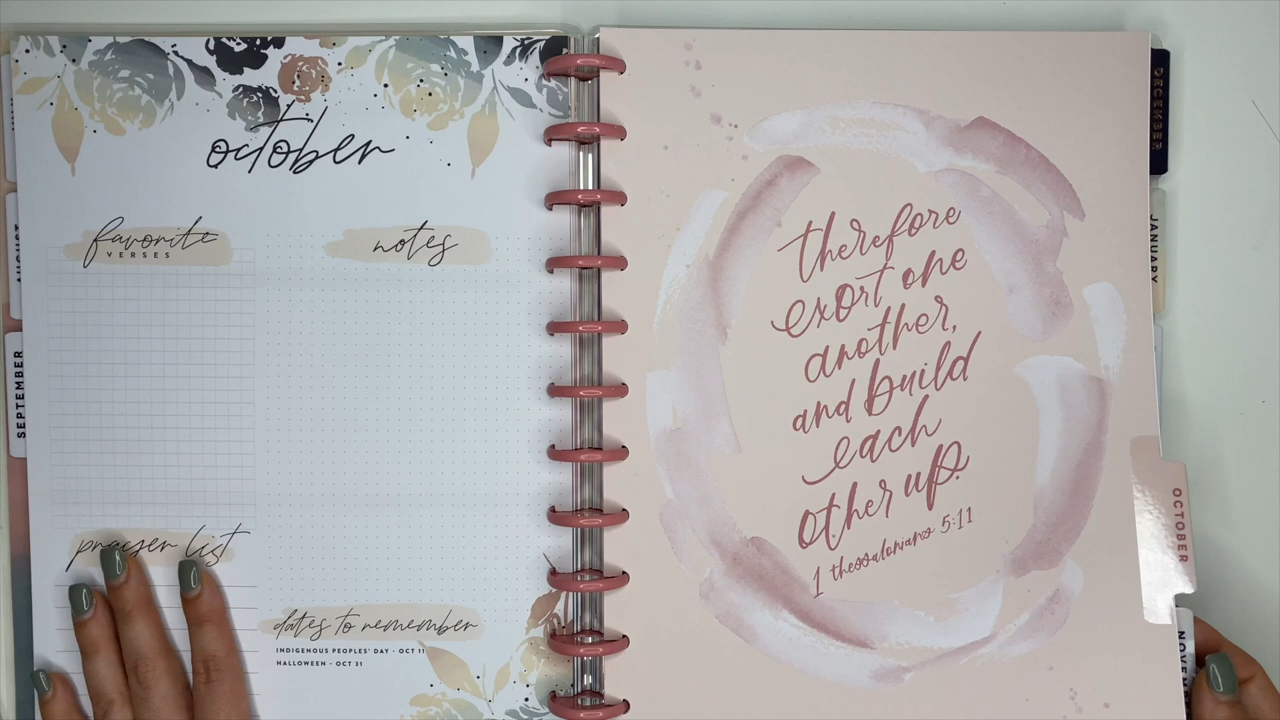 october
favorite
VERSES
notes
prayer list
dates to remember
INDIGENOUS PEOPLES' DAY - OCT 11
HALLOWEEN - OCT 31
AUGUST
SEPTEMBER
therefore
exort one
another,
and build
each
other up.
1 thessalonians 5:11
DECEMBER
JANUARY
OCTOBER